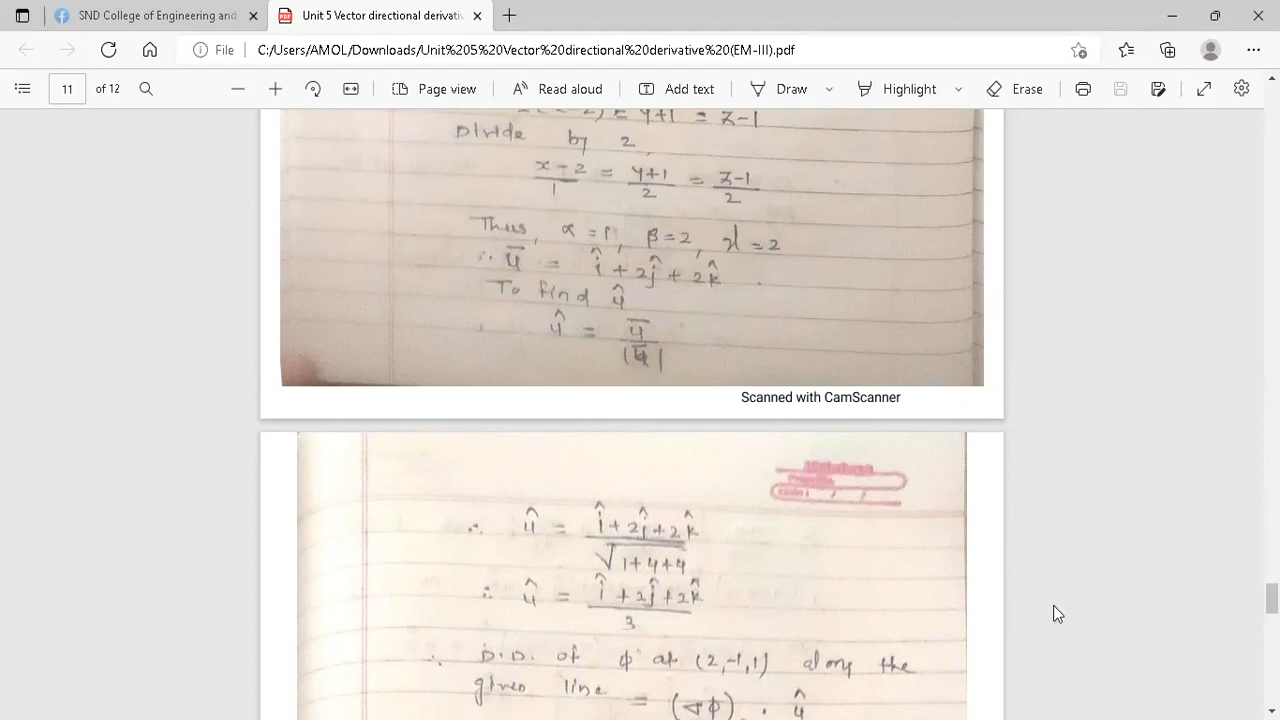 SND College of Engineering and
Unit 5 Vector directional derivativ
File C:/Users/AMOL/Downloads/Unit%205%20Vector%20directional%20derivative%20(EM-III).pdf
11 of 12 Page view Read aloud Add text Draw Highlight Erase
= y+1 = z-1
Divide by 2,
x-2/1 = y+1/2 = z-1/2
Thus, α=1, β=2, γ=2
∴ ū = î + 2ĵ + 2k̂.
To find û
û = ū/|ū|
Scanned with CamScanner
∴ û = î+2ĵ+2k̂/√1+4+4
∴ û = î+2ĵ+2k̂/3
∴ D.D. of ϕ at (2,-1,1) along the
given line = (∇ϕ) . û